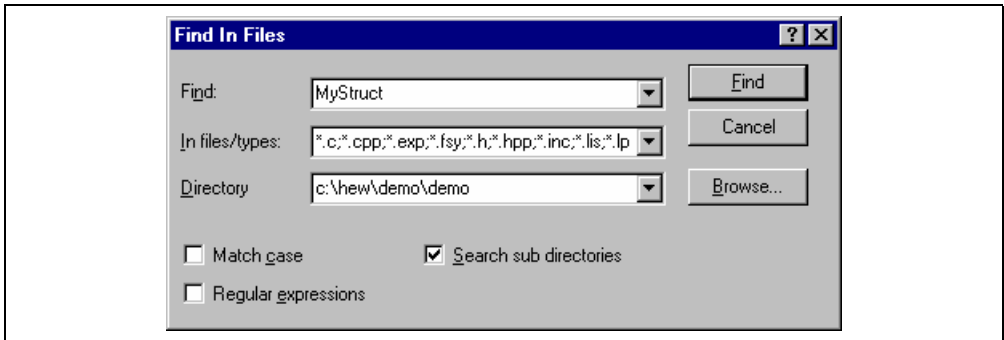 Find In Files
Find: MyStruct Find
In files/types: *.c;*.cpp;*.exp;*.fsy;*.h;*.hpp;*.inc;*.lis;*.lp Cancel
Directory c:\hew\demo\demo Browse...
Match case Search sub directories
Regular expressions